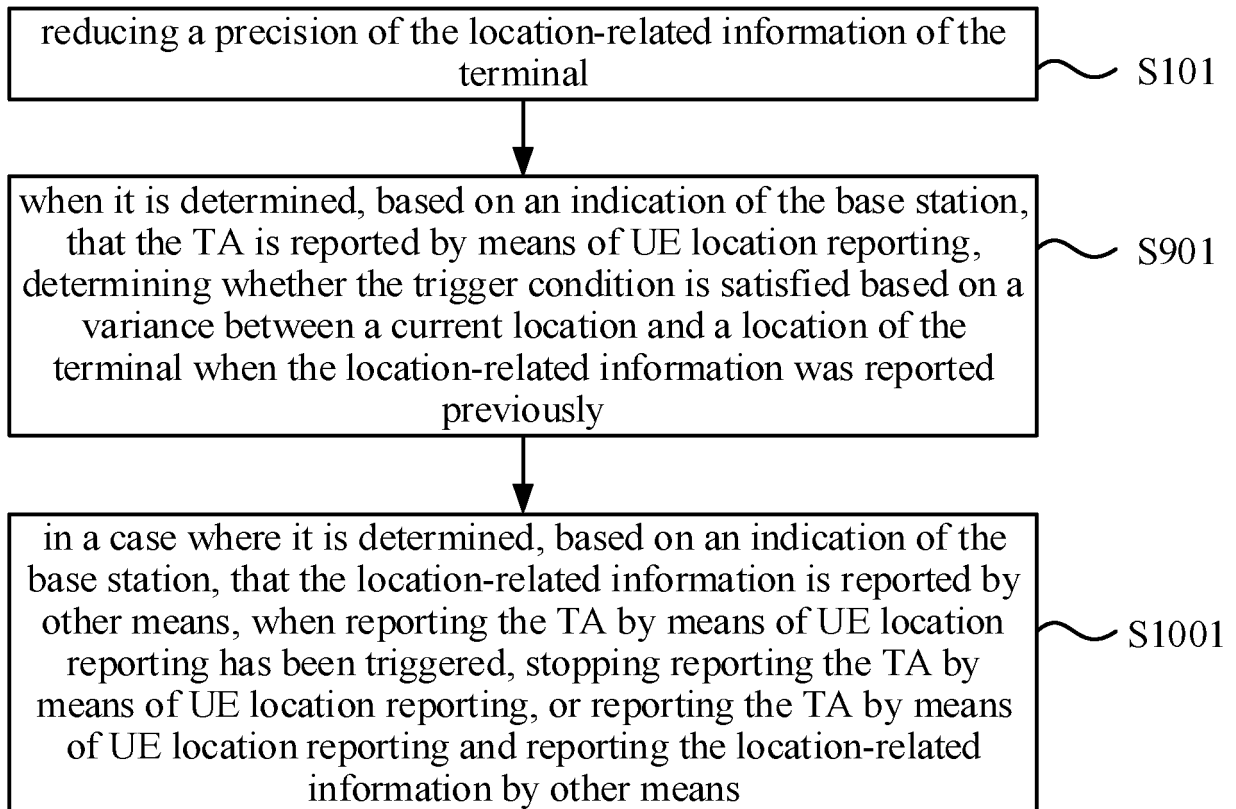 reducing a precision of the location-related information of the
terminal
S101
when it is determined, based on an indication of the base station,
that the TA is reported by means of UE location reporting,
determining whether the trigger condition is satisfied based on a
variance between a current location and a location of the
terminal when the location-related information was reported
previously
S901
in a case where it is determined, based on an indication of the
base station, that the location-related information is reported by
other means, when reporting the TA by means of UE location
reporting has been triggered, stopping reporting the TA by
means of UE location reporting, or reporting the TA by means
of UE location reporting and reporting the location-related
information by other means
S1001